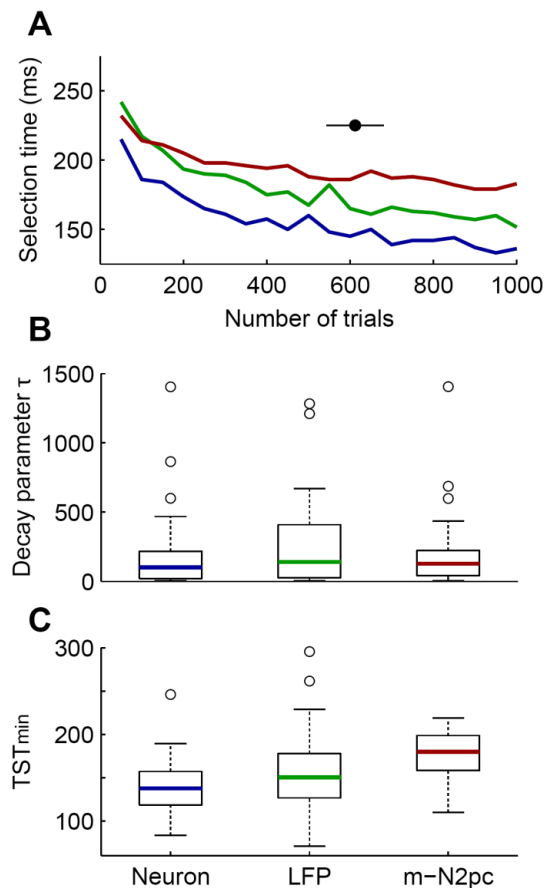 A
Selection time (ms)
250
200
150
0 200 400 600 800 1000
Number of trials
B
Decay parameter τ
1500
1000
500
0
C
TSTmin
300
200
100
Neuron LFP m-N2pc